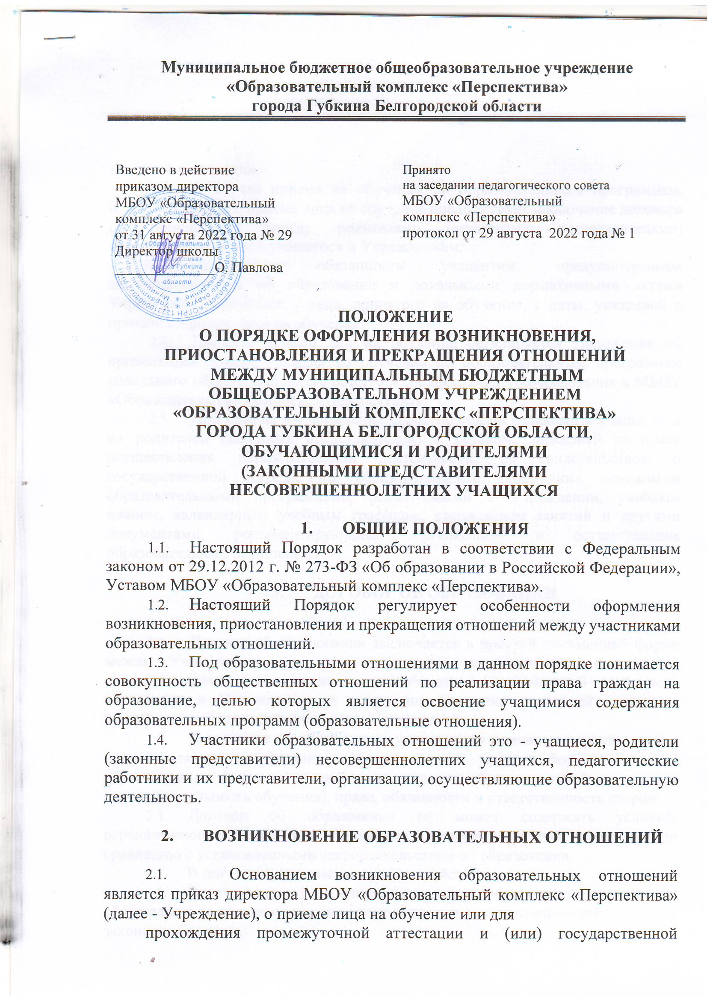 Муниципальное бюджетное общеобразовательное учреждение
«Образовательный комплекс «Перспектива»
города Губкина Белгородской области
Введено в действие
приказом директора
МБОУ «Образовательный
комплекс «Перспектива»
от 31 августа 2022 года № 29
Директор школы
О. Павлова
Принято
на заседании педагогического совета
МБОУ «Образовательный
комплекс «Перспектива»
протокол от 29 августа 2022 года № 1
ПОЛОЖЕНИЕ
О ПОРЯДКЕ ОФОРМЛЕНИЯ ВОЗНИКНОВЕНИЯ,
ПРИОСТАНОВЛЕНИЯ И ПРЕКРАЩЕНИЯ ОТНОШЕНИЙ
МЕЖДУ МУНИЦИПАЛЬНЫМ БЮДЖЕТНЫМ
ОБЩЕОБРАЗОВАТЕЛЬНОМ УЧРЕЖДЕНИЕМ
«ОБРАЗОВАТЕЛЬНЫЙ КОМПЛЕКС «ПЕРСПЕКТИВА»
ГОРОДА ГУБКИНА БЕЛГОРОДСКОЙ ОБЛАСТИ,
ОБУЧАЮЩИМИСЯ И РОДИТЕЛЯМИ
(ЗАКОННЫМИ ПРЕДСТАВИТЕЛЯМИ
НЕСОВЕРШЕННОЛЕТНИХ УЧАЩИХСЯ
1. ОБЩИЕ ПОЛОЖЕНИЯ
1.1. Настоящий Порядок разработан в соответствии с Федеральным
законом от 29.12.2012 г. № 273-ФЗ «Об образовании в Российской Федерации»,
Уставом МБОУ «Образовательный комплекс «Перспектива».
1.2. Настоящий Порядок регулирует особенности оформления
возникновения, приостановления и прекращения отношений между участниками
образовательных отношений.
1.3. Под образовательными отношениями в данном порядке понимается
совокупность общественных отношений по реализации права граждан на
образование, целью которых является освоение учащимися содержания
образовательных программ (образовательные отношения).
1.4. Участники образовательных отношений это - учащиеся, родители
(законные представители) несовершеннолетних учащихся, педагогические
работники и их представители, организации, осуществляющие образовательную
деятельность.
2. ВОЗНИКНОВЕНИЕ ОБРАЗОВАТЕЛЬНЫХ ОТНОШЕНИЙ
2.1. Основанием возникновения образовательных отношений
является приказ директора МБОУ «Образовательный комплекс «Перспектива»
(далее - Учреждение), о приеме лица на обучение или для
прохождения промежуточной аттестации и (или) государственной